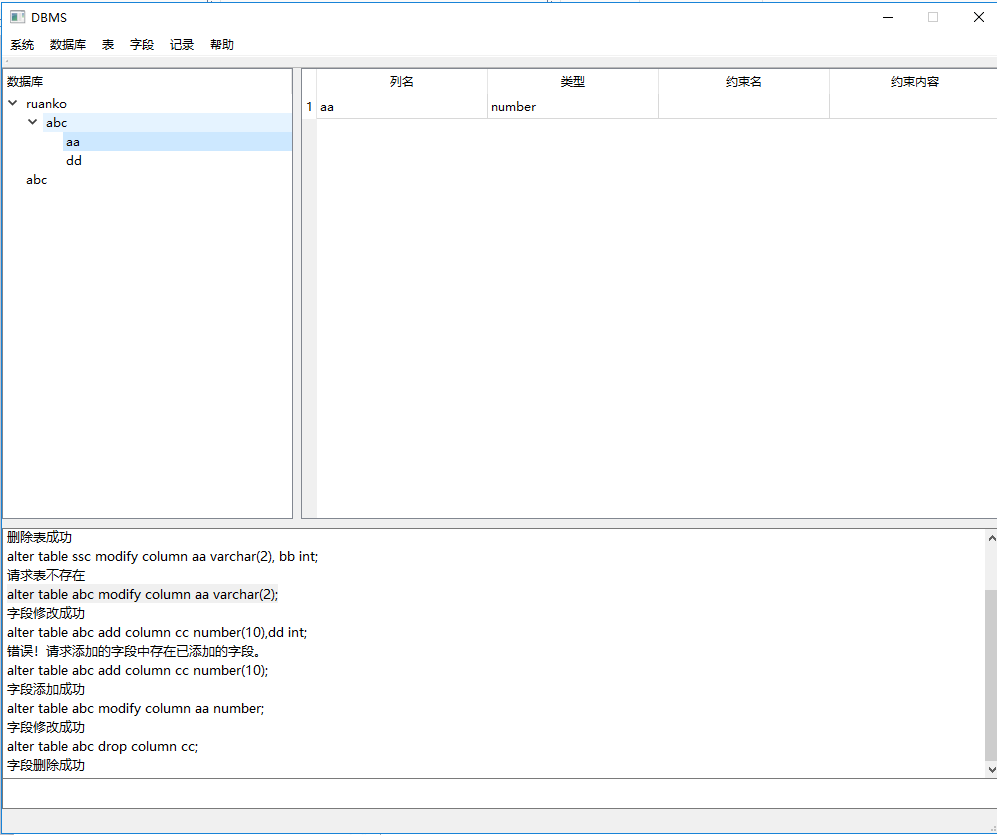 DBMS
系统 数据库 表 字段 记录 帮助
数据库
ruanko
abc
aa
dd
abc
列名 类型 约束名 约束内容
1 aa number
删除表成功
alter table ssc modify column aa varchar(2), bb int;
请求表不存在
alter table abc modify column aa varchar(2);
字段修改成功
alter table abc add column cc number(10),dd int;
错误！请求添加的字段中存在已添加的字段。
alter table abc add column cc number(10);
字段添加成功
alter table abc modify column aa number;
字段修改成功
alter table abc drop column cc;
字段删除成功